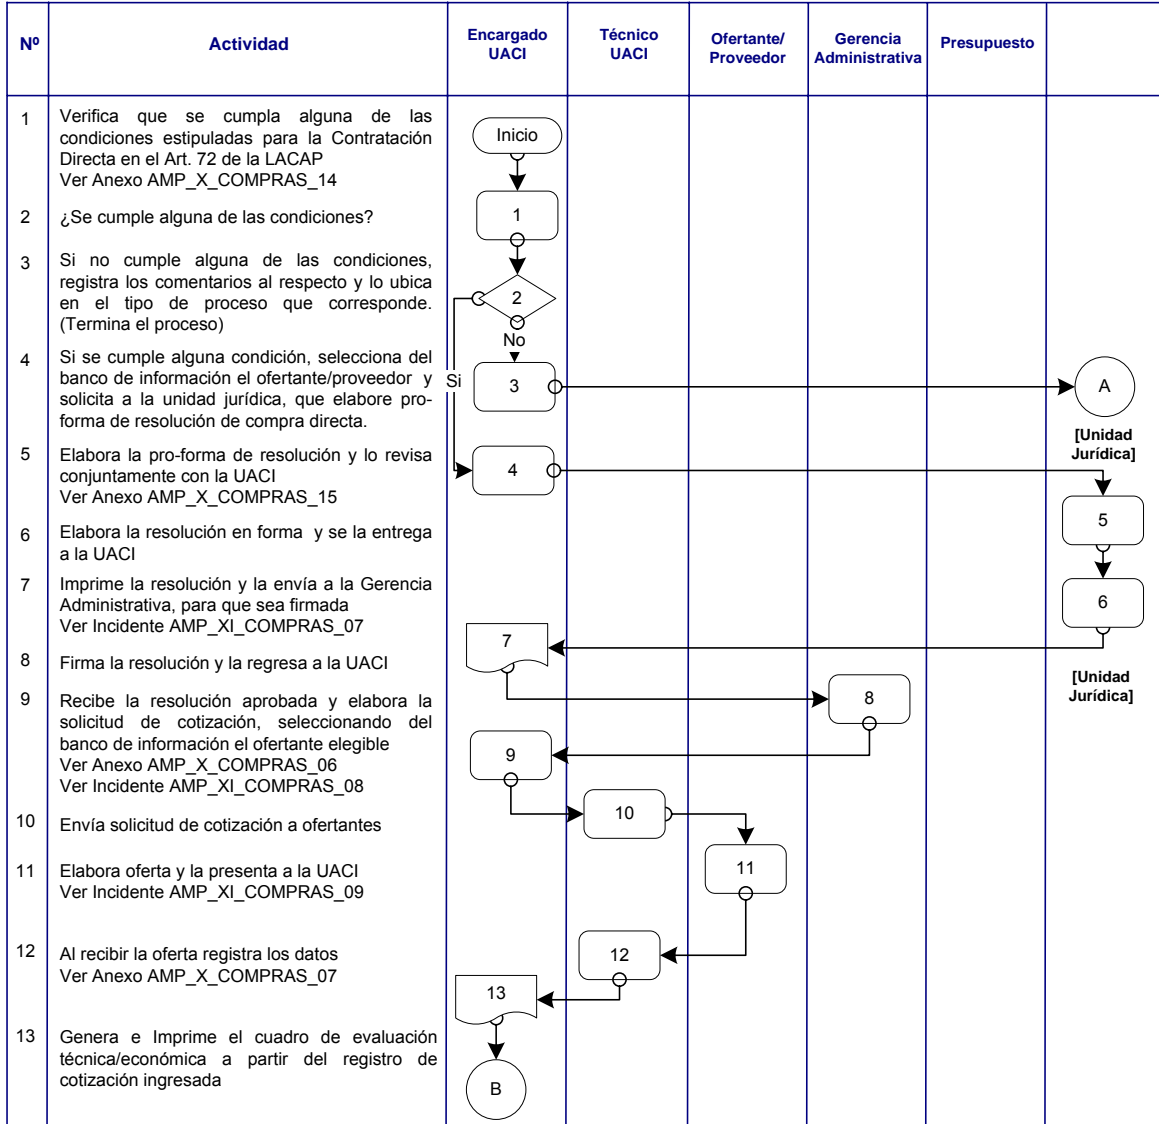 Nº
Actividad
Encargado
UACI
Técnico
UACI
Ofertante/
Proveedor
Gerencia
Administrativa
Presupuesto
1
Verifica que se cumpla alguna de las
condiciones estipuladas para la Contratación
Directa en el Art. 72 de la LACAP
Ver Anexo AMP_X_COMPRAS_14
2
¿Se cumple alguna de las condiciones?
3
Si no cumple alguna de las condiciones,
registra los comentarios al respecto y lo ubica
en el tipo de proceso que corresponde.
(Termina el proceso)
4
Si se cumple alguna condición, selecciona del
banco de información el ofertante/proveedor y
solicita a la unidad jurídica, que elabore pro-
forma de resolución de compra directa.
5
Elabora la pro-forma de resolución y lo revisa
conjuntamente con la UACI
Ver Anexo AMP_X_COMPRAS_15
6
Elabora la resolución en forma y se la entrega
a la UACI
7
Imprime la resolución y la envía a la Gerencia
Administrativa, para que sea firmada
Ver Incidente AMP_XI_COMPRAS_07
8
Firma la resolución y la regresa a la UACI
9
Recibe la resolución aprobada y elabora la
solicitud de cotización, seleccionando del
banco de información el ofertante elegible
Ver Anexo AMP_X_COMPRAS_06
Ver Incidente AMP_XI_COMPRAS_08
10
Envía solicitud de cotización a ofertantes
11
Elabora oferta y la presenta a la UACI
Ver Incidente AMP_XI_COMPRAS_09
12
Al recibir la oferta registra los datos
Ver Anexo AMP_X_COMPRAS_07
13
Genera e Imprime el cuadro de evaluación
técnica/económica a partir del registro de
cotización ingresada
Inicio
1
2
No
Si
3
A
[Unidad
Jurídica]
4
5
6
7
[Unidad
Jurídica]
8
9
10
11
12
13
B